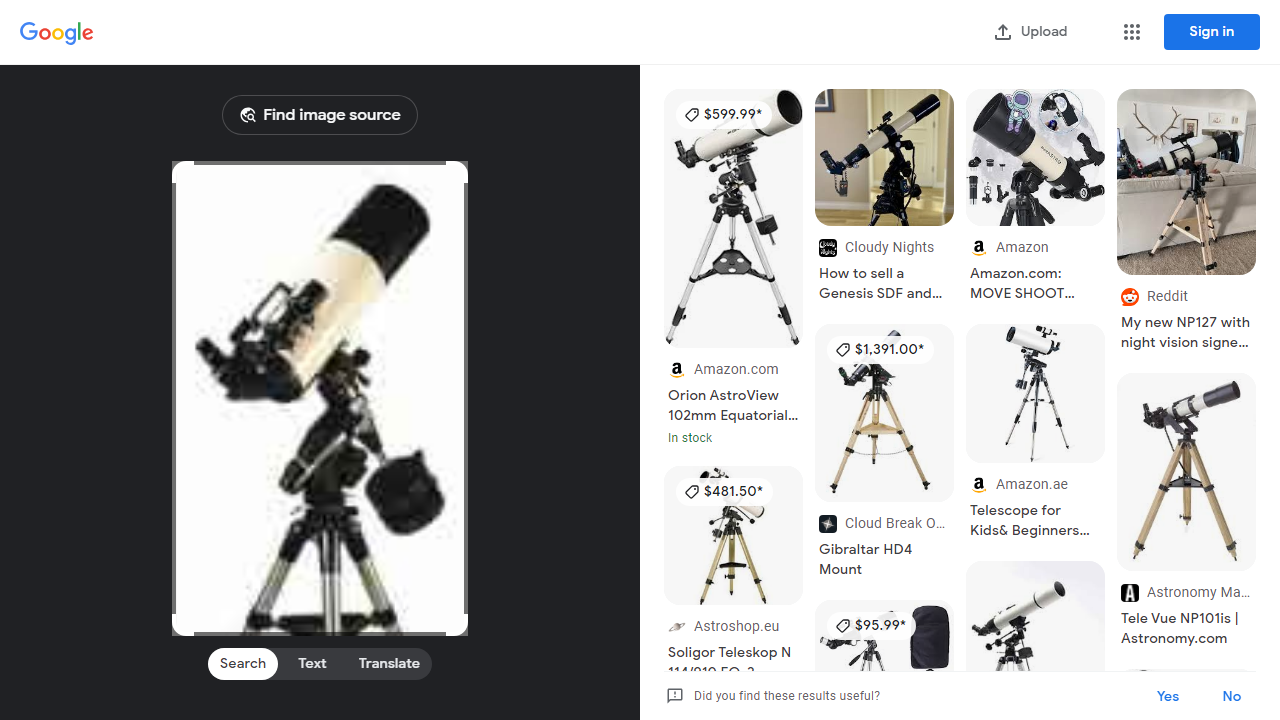 Google
Upload
Sign in
Find image source
Search
Text
Translate
$599.99*
Amazon.com
Orion AstroView
102mm Equatorial...
In stock
$481.50*
Astroshop.eu
Soligor Teleskop N
114/910 EQ-2
Cloudy Nights
How to sell a
Genesis SDF and...
$1,391.00*
Cloud Break O...
Gibraltar HD4
Mount
$95.99*
Amazon
Amazon.com:
MOVE SHOOT...
Amazon.ae
Telescope for
Kids& Beginners...
Reddit
My new NP127 with
night vision signe...
Astronomy Ma...
Tele Vue NP101is |
Astronomy.com
Did you find these results useful?
Yes
No